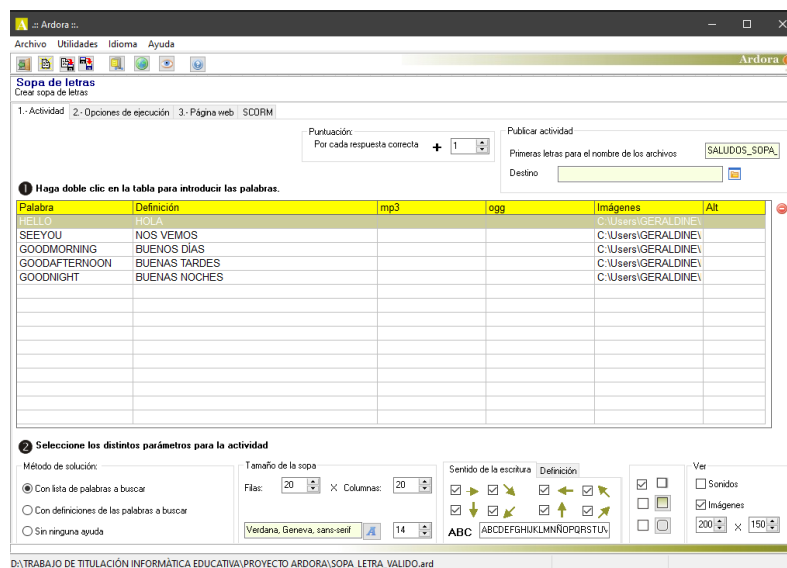 .:: Ardora ::.
Archivo Utilidades Idioma Ayuda
Ardora
Sopa de letras
Crear sopa de letras
1.- Actividad 2.- Opciones de ejecución 3.- Página web SCORM
Puntuación:
Por cada respuesta correcta + 1
Publicar actividad
Primeras letras para el nombre de los archivos SALUDOS_SOPA_
Destino
1 Haga doble clic en la tabla para introducir las palabras.
Palabra Definición mp3 ogg Imágenes Alt
HELLO HOLA C:\Users\GERALDINE\
SEEYOU NOS VEMOS C:\Users\GERALDINE\
GOODMORNING BUENOS DÍAS C:\Users\GERALDINE\
GOODAFTERNOON BUENAS TARDES C:\Users\GERALDINE\
GOODNIGHT BUENAS NOCHES C:\Users\GERALDINE\
2 Seleccione los distintos parámetros para la actividad
Método de solución:
Con lista de palabras a buscar
Con definiciones de las palabras a buscar
Sin ninguna ayuda
Tamaño de la sopa
Filas: 20 X Columnas: 20
Verdana, Geneva, sans-serif A 14
Sentido de la escritura Definición
ABC ABCDEFGHIJKLMNÑOPQRSTUV
Ver
Sonidos
Imágenes
200 X 150
D:\TRABAJO DE TITULACIÓN INFORMÀTICA EDUCATIVA\PROYECTO ARDORA\SOPA_LETRA_VALIDO.ard